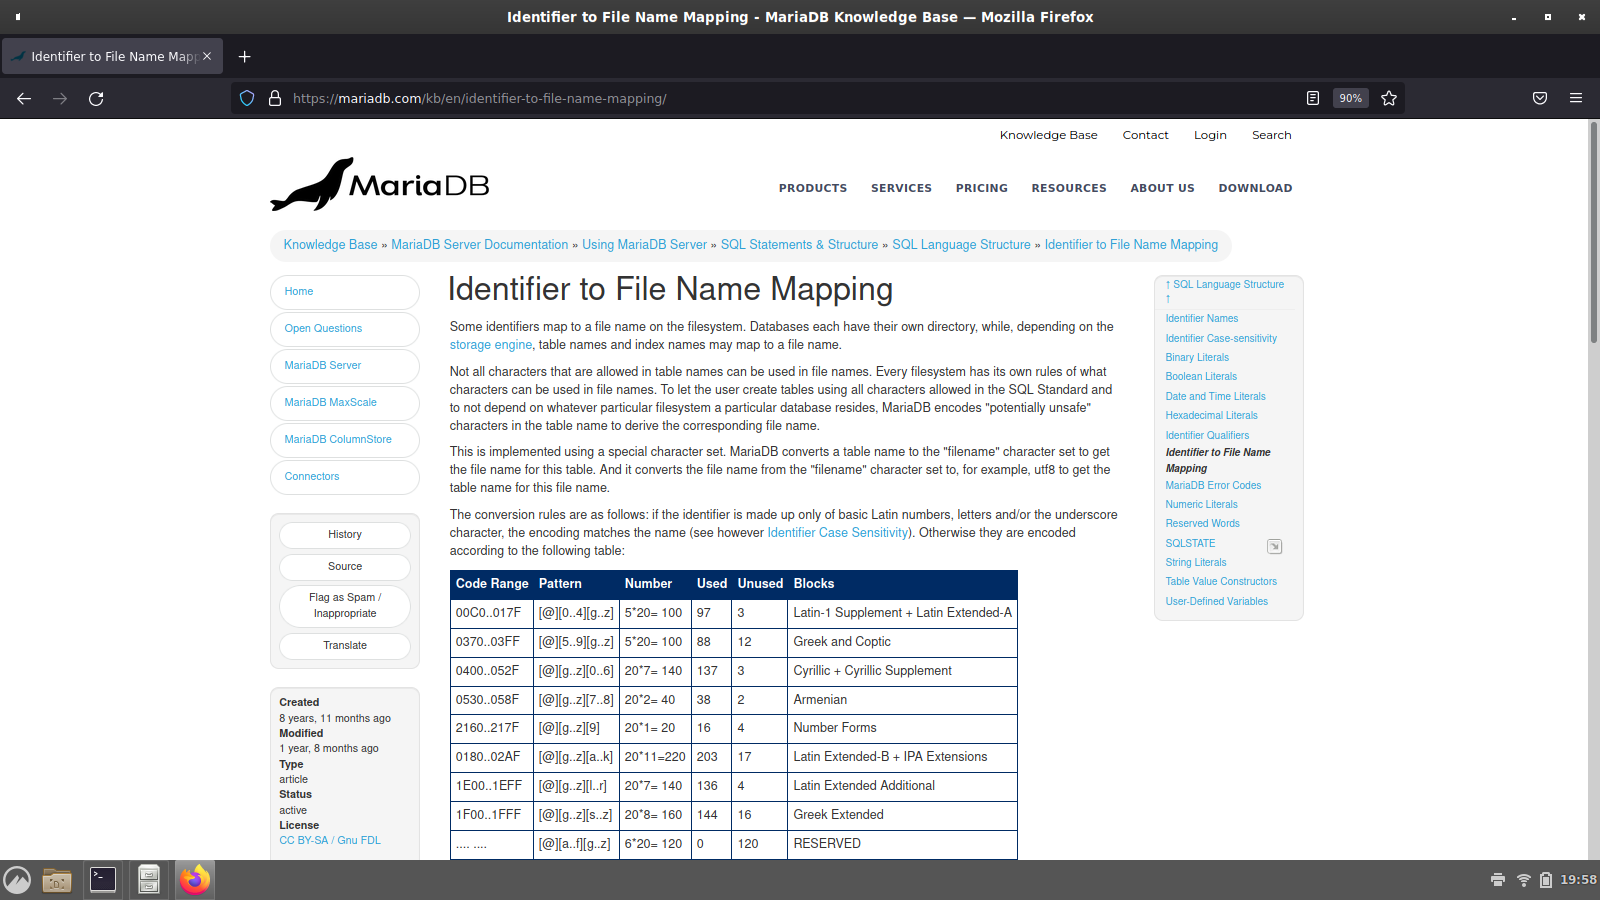 Identifier to File Name Mapping - MariaDB Knowledge Base — Mozilla Firefox
Identifier to File Name Mapp
https://mariadb.com/kb/en/identifier-to-file-name-mapping/
90%
Knowledge Base Contact Login Search
MariaDB
PRODUCTS SERVICES PRICING RESOURCES ABOUT US DOWNLOAD
Knowledge Base » MariaDB Server Documentation » Using MariaDB Server » SQL Statements & Structure » SQL Language Structure » Identifier to File Name Mapping
Home
Open Questions
MariaDB Server
MariaDB MaxScale
MariaDB ColumnStore
Connectors
History
Source
Flag as Spam /
Inappropriate
Translate
Created
8 years, 11 months ago
Modified
1 year, 8 months ago
Type
article
Status
active
License
CC BY-SA / Gnu FDL
Identifier to File Name Mapping
Some identifiers map to a file name on the filesystem. Databases each have their own directory, while, depending on the
storage engine, table names and index names may map to a file name.
Not all characters that are allowed in table names can be used in file names. Every filesystem has its own rules of what
characters can be used in file names. To let the user create tables using all characters allowed in the SQL Standard and
to not depend on whatever particular filesystem a particular database resides, MariaDB encodes "potentially unsafe"
characters in the table name to derive the corresponding file name.
This is implemented using a special character set. MariaDB converts a table name to the "filename" character set to get
the file name for this table. And it converts the file name from the "filename" character set to, for example, utf8 to get the
table name for this file name.
The conversion rules are as follows: if the identifier is made up only of basic Latin numbers, letters and/or the underscore
character, the encoding matches the name (see however Identifier Case Sensitivity). Otherwise they are encoded
according to the following table:
Code Range Pattern Number Used Unused Blocks
00C0..017F [@][0..4][g..z] 5*20= 100 97 3 Latin-1 Supplement + Latin Extended-A
0370..03FF [@][5..9][g..z] 5*20= 100 88 12 Greek and Coptic
0400..052F [@][g..z][0..6] 20*7= 140 137 3 Cyrillic + Cyrillic Supplement
0530..058F [@][g..z][7..8] 20*2= 40 38 2 Armenian
2160..217F [@][g..z][9] 20*1= 20 16 4 Number Forms
0180..02AF [@][g..z][a..k] 20*11=220 203 17 Latin Extended-B + IPA Extensions
1E00..1EFF [@][g..z][l..r] 20*7= 140 136 4 Latin Extended Additional
1F00..1FFF [@][g..z][s..z] 20*8= 160 144 16 Greek Extended
.... .... [@][a..f][g..z] 6*20= 120 0 120 RESERVED
↑ SQL Language Structure
↑
Identifier Names
Identifier Case-sensitivity
Binary Literals
Boolean Literals
Date and Time Literals
Hexadecimal Literals
Identifier Qualifiers
Identifier to File Name
Mapping
MariaDB Error Codes
Numeric Literals
Reserved Words
SQLSTATE
String Literals
Table Value Constructors
User-Defined Variables
19:58